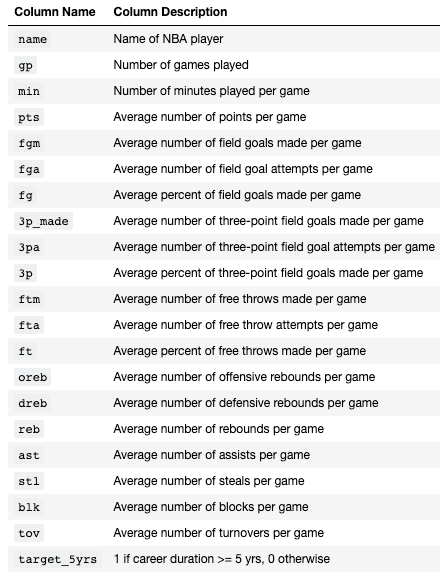 Column Name Column Description
name Name of NBA player
gp Number of games played
min Number of minutes played per game
pts Average number of points per game
fgm Average number of field goals made per game
fga Average number of field goal attempts per game
fg Average percent of field goals made per game
3p_made Average number of three-point field goals made per game
3pa Average number of three-point field goal attempts per game
3p Average percent of three-point field goals made per game
ftm Average number of free throws made per game
fta Average number of free throw attempts per game
ft Average percent of free throws made per game
oreb Average number of offensive rebounds per game
dreb Average number of defensive rebounds per game
reb Average number of rebounds per game
ast Average number of assists per game
stl Average number of steals per game
blk Average number of blocks per game
tov Average number of turnovers per game
target_5yrs 1 if career duration >= 5 yrs, 0 otherwise